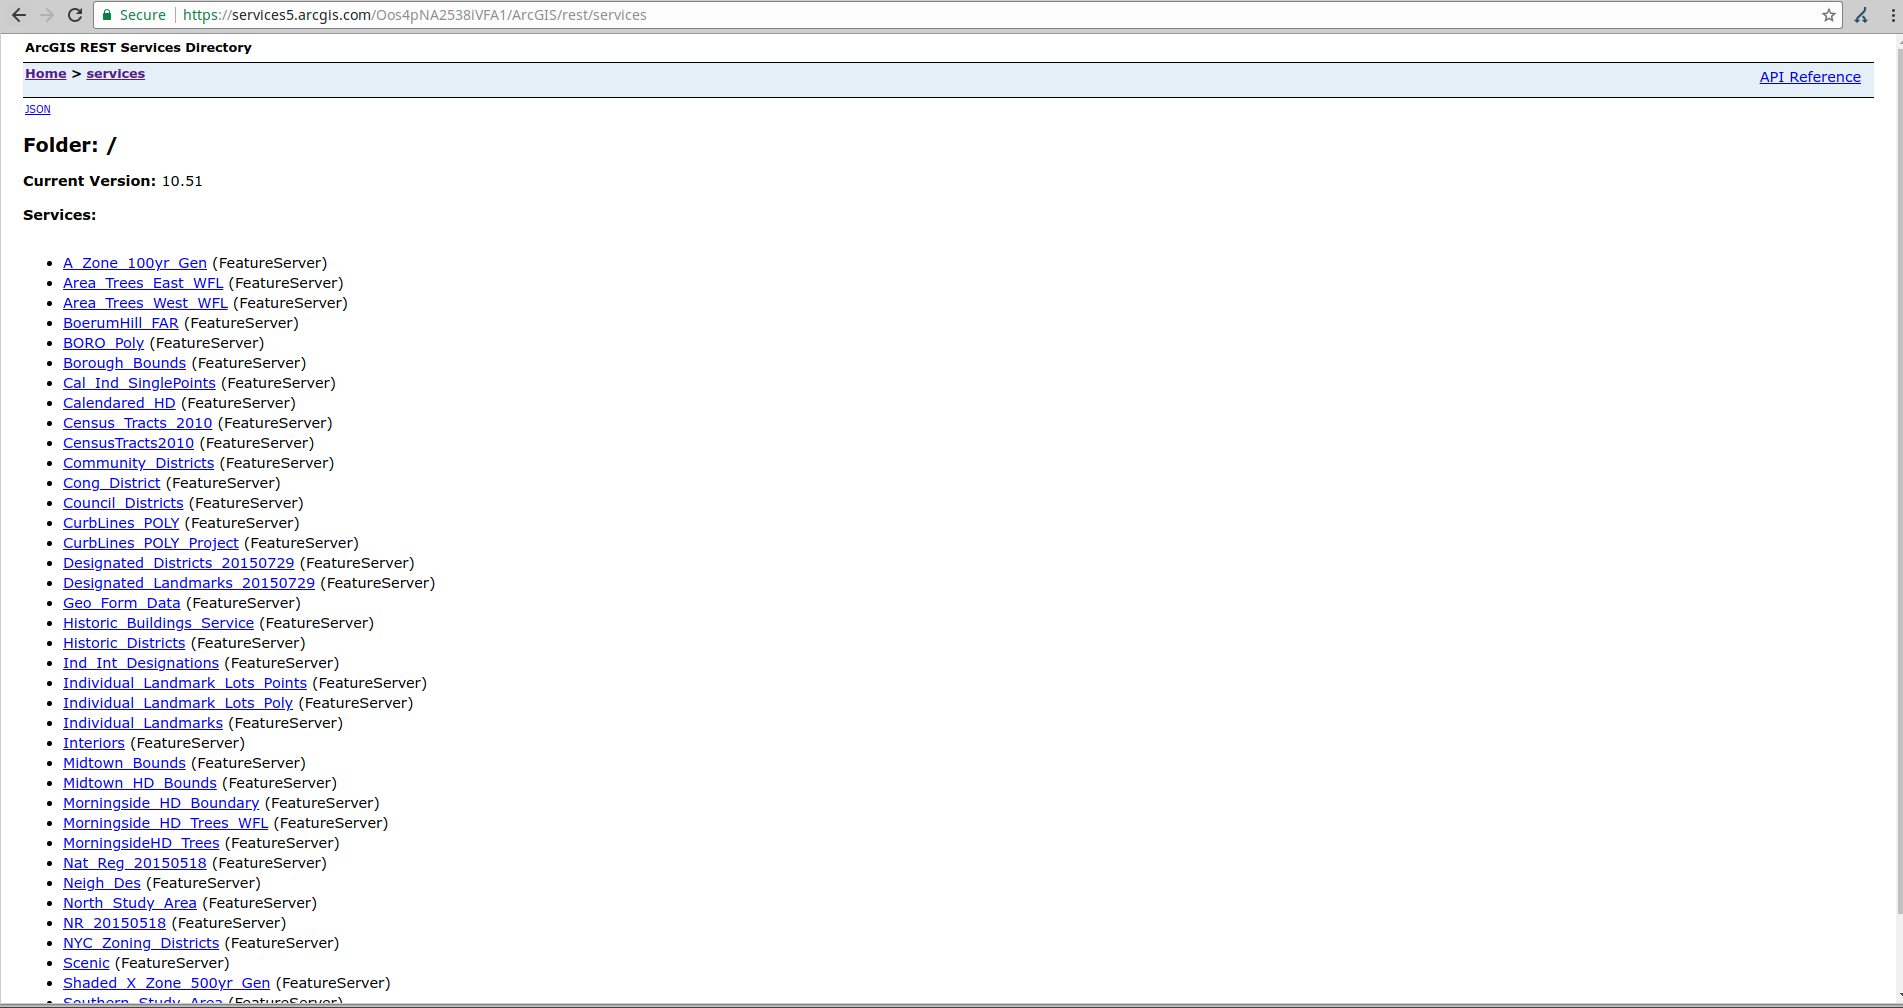 Secure https://services5.arcgis.com/Oos4pNA2538iVFA1/ArcGIS/rest/services
ArcGIS REST Services Directory
Home > services
API Reference
JSON
Folder: /
Current Version: 10.51
Services:
A_Zone_100yr_Gen (FeatureServer)
Area_Trees_East_WFL (FeatureServer)
Area_Trees_West_WFL (FeatureServer)
BoerumHill_FAR (FeatureServer)
BORO_Poly (FeatureServer)
Borough_Bounds (FeatureServer)
Cal_Ind_SinglePoints (FeatureServer)
Calendared_HD (FeatureServer)
Census_Tracts_2010 (FeatureServer)
CensusTracts2010 (FeatureServer)
Community_Districts (FeatureServer)
Cong_District (FeatureServer)
Council_Districts (FeatureServer)
CurbLines_POLY (FeatureServer)
CurbLines_POLY_Project (FeatureServer)
Designated_Districts_20150729 (FeatureServer)
Designated_Landmarks_20150729 (FeatureServer)
Geo_Form_Data (FeatureServer)
Historic_Buildings_Service (FeatureServer)
Historic_Districts (FeatureServer)
Ind_Int_Designations (FeatureServer)
Individual_Landmark_Lots_Points (FeatureServer)
Individual_Landmark_Lots_Poly (FeatureServer)
Individual_Landmarks (FeatureServer)
Interiors (FeatureServer)
Midtown_Bounds (FeatureServer)
Midtown_HD_Bounds (FeatureServer)
Morningside_HD_Boundary (FeatureServer)
Morningside_HD_Trees_WFL (FeatureServer)
MorningsideHD_Trees (FeatureServer)
Nat_Reg_20150518 (FeatureServer)
Neigh_Des (FeatureServer)
North_Study_Area (FeatureServer)
NR_20150518 (FeatureServer)
NYC_Zoning_Districts (FeatureServer)
Scenic (FeatureServer)
Shaded_X_Zone_500yr_Gen (FeatureServer)
Southern_Study_Area (FeatureServer)